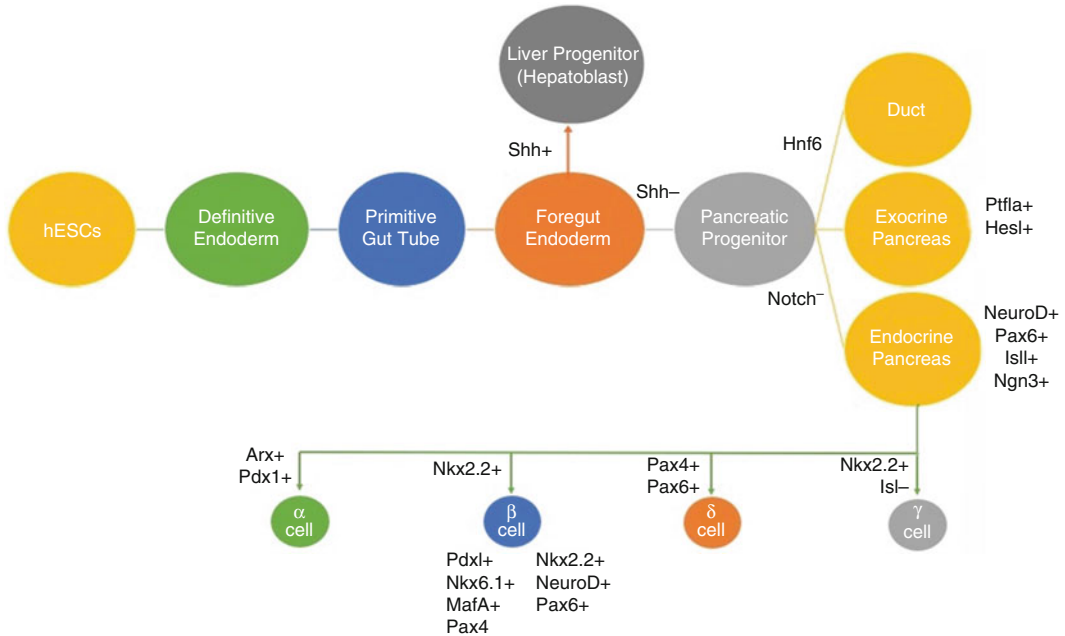 Liver Progenitor
(Hepatoblast)
Shh+
hESCs
Definitive
Endoderm
Primitive
Gut Tube
Foregut
Endoderm
Shh–
Pancreatic
Progenitor
Hnf6
Notch–
Duct
Exocrine
Pancreas
Ptfla+
Hesl+
Endocrine
Pancreas
NeuroD+
Pax6+
Isll+
Ngn3+
Arx+
Pdx1+
α
cell
Nkx2.2+
β
cell
Pdxl+
Nkx6.1+
MafA+
Pax4
Nkx2.2+
NeuroD+
Pax6+
Pax4+
Pax6+
δ
cell
Nkx2.2+
Isl–
γ
cell